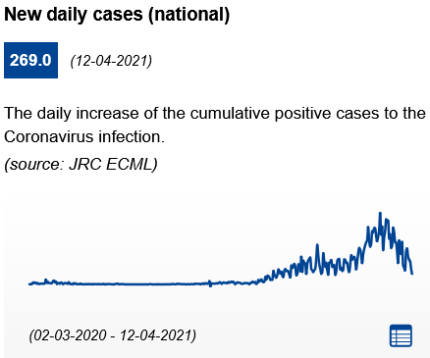 New daily cases (national)
269.0 (12-04-2021)
The daily increase of the cumulative positive cases to the
Coronavirus infection.
(source: JRC ECML)
(02-03-2020 - 12-04-2021)